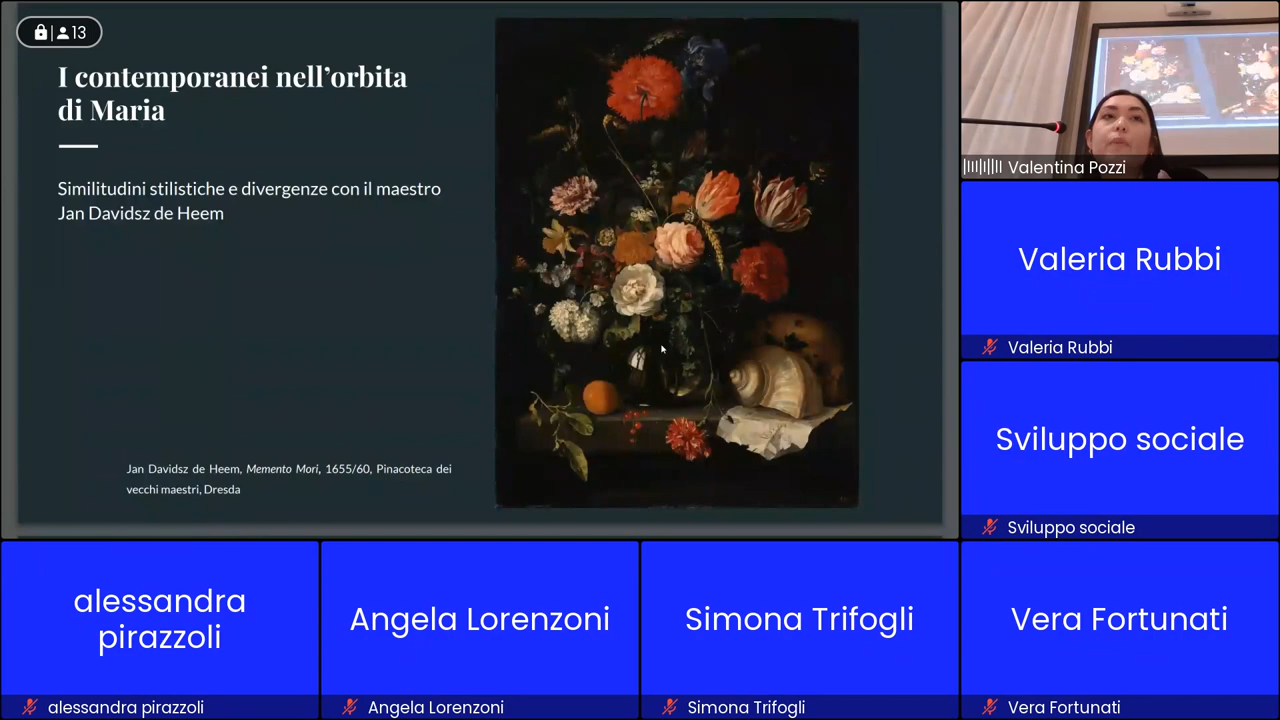 13
I contemporanei nell’orbita
di Maria
Similitudini stilistiche e divergenze con il maestro
Jan Davidsz de Heem
Jan Davidsz de Heem, Memento Mori, 1655/60, Pinacoteca dei
vecchi maestri, Dresda
Valentina Pozzi
Valeria Rubbi
Valeria Rubbi
Sviluppo sociale
Sviluppo sociale
alessandra
pirazzoli
alessandra pirazzoli
Angela Lorenzoni
Angela Lorenzoni
Simona Trifogli
Simona Trifogli
Vera Fortunati
Vera Fortunati